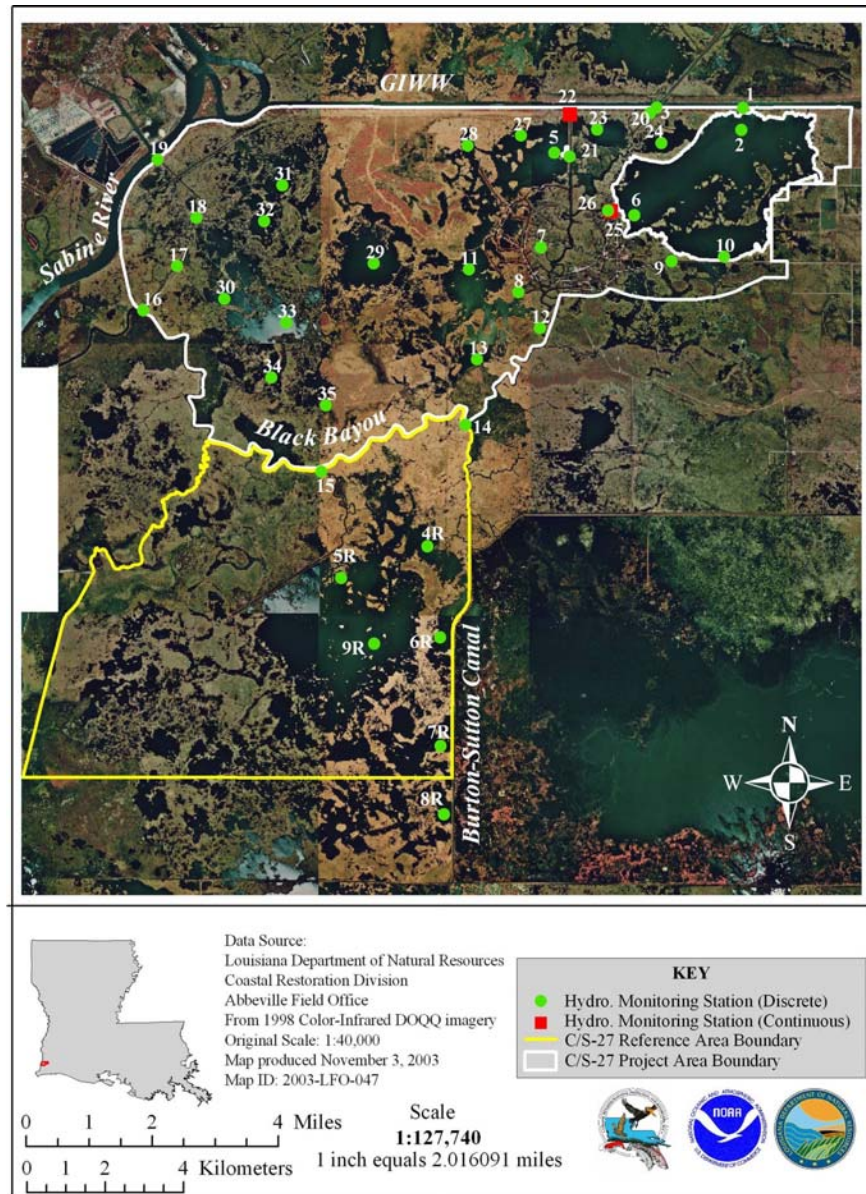 GIWW
1
22
20
3
23
2
27
28
5
21
24
19
31
18
32
26
6
25
7
17
29
11
9
10
Sabine River
30
8
16
33
12
13
34
35
Black Bayou
14
15
4R
5R
9R
6R
7R
8R
Burton-Sutton Canal
N
W
E
S
Data Source:
Louisiana Department of Natural Resources
Coastal Restoration Division
Abbeville Field Office
From 1998 Color-Infrared DOQQ imagery
Original Scale: 1:40,000
Map produced November 3, 2003
Map ID: 2003-LFO-047
KEY
Hydro. Monitoring Station (Discrete)
Hydro. Monitoring Station (Continuous)
C/S-27 Reference Area Boundary
C/S-27 Project Area Boundary
0 1 2 4 Miles
0 1 2 4 Kilometers
Scale
1:127,740
1 inch equals 2.016091 miles
NOAA